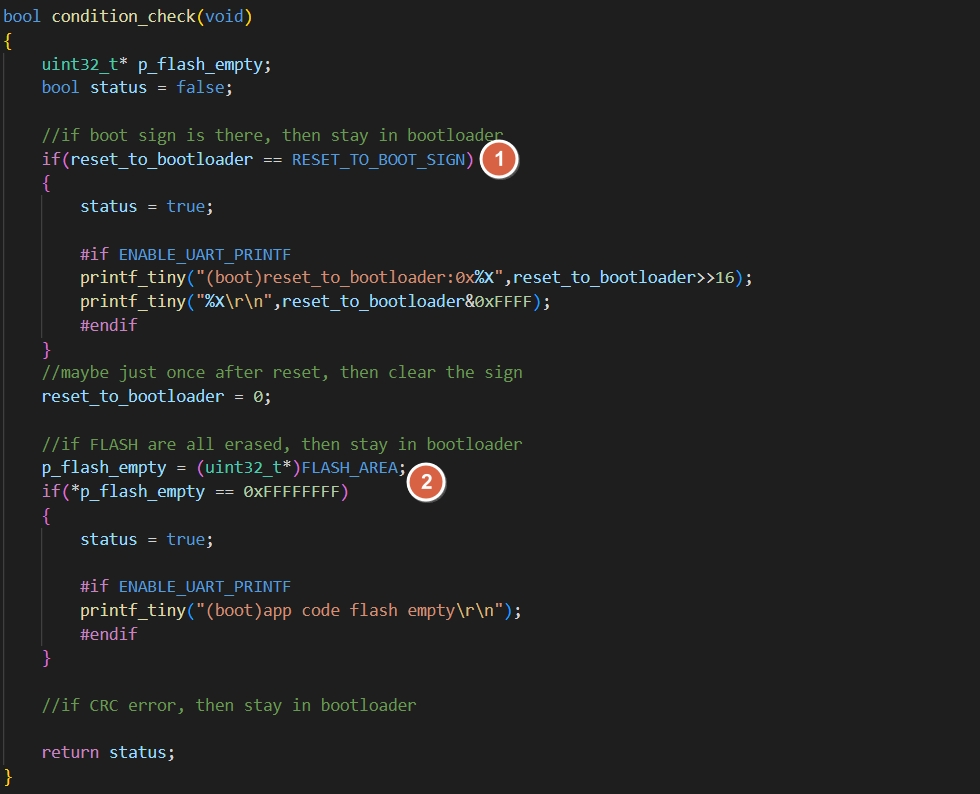 bool condition_check(void)
{
uint32_t* p_flash_empty;
bool status = false;
//if boot sign is there, then stay in bootloader
if(reset_to_bootloader == RESET_TO_BOOT_SIGN) 1
{
status = true;
#if ENABLE_UART_PRINTF
printf_tiny("(boot)reset_to_bootloader:0x%X",reset_to_bootloader>>16);
printf_tiny("%X\r\n",reset_to_bootloader&0xFFFF);
#endif
}
//maybe just once after reset, then clear the sign
reset_to_bootloader = 0;
//if FLASH are all erased, then stay in bootloader
p_flash_empty = (uint32_t*)FLASH_AREA;
2
if(*p_flash_empty == 0xFFFFFFFF)
{
status = true;
#if ENABLE_UART_PRINTF
printf_tiny("(boot)app code flash empty\r\n");
#endif
}
//if CRC error, then stay in bootloader
return status;
}